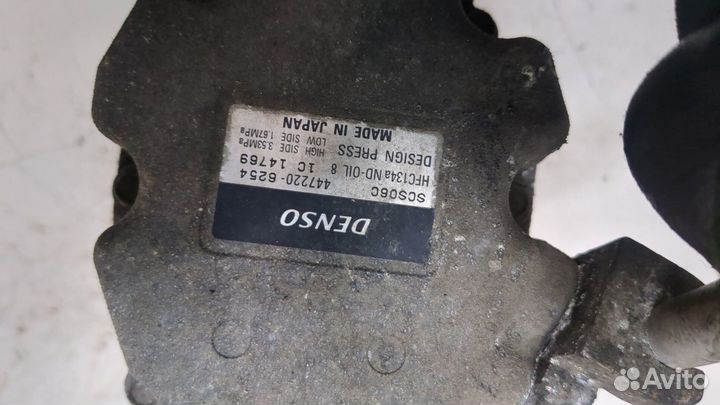 DENSO
SCS06C
447220-6254
HFC134a ND-OIL 8 1C 14769
DESIGN PRESS HIGH SIDE 3.53MPa
LOW SIDE 1.67MPa
MADE IN JAPAN
Avito